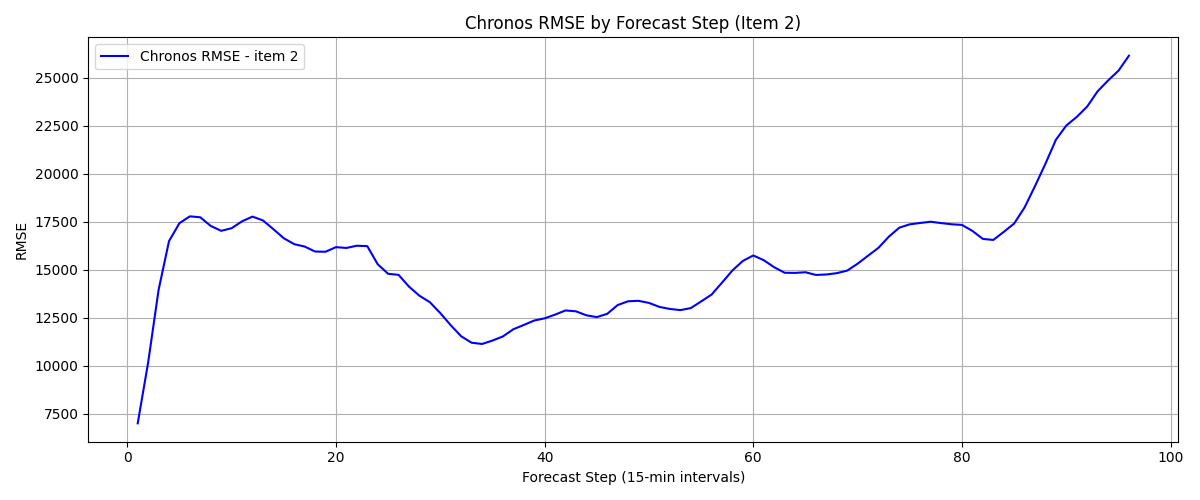 Chronos RMSE by Forecast Step (Item 2)
Chronos RMSE - item 2
RMSE
25000
22500
20000
17500
15000
12500
10000
7500
0 20 40 60 80 100
Forecast Step (15-min intervals)